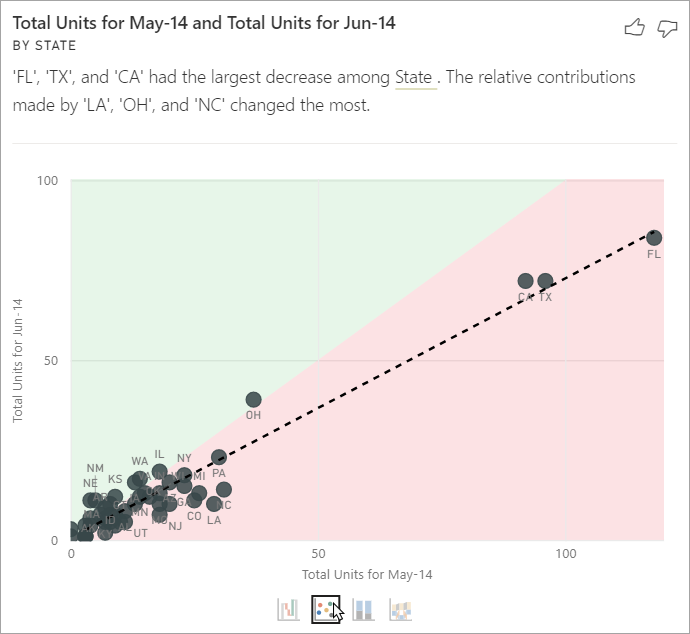 Total Units for May-14 and Total Units for Jun-14
BY STATE
'FL', 'TX', and 'CA' had the largest decrease among State . The relative contributions
made by 'LA', 'OH', and 'NC' changed the most.
100
50
0
Total Units for Jun-14
FL
CA TX
OH
WA IL NY
NM
NE KS
MI PA
NC
CO LA
MN
UT NJ
0 50 100
Total Units for May-14